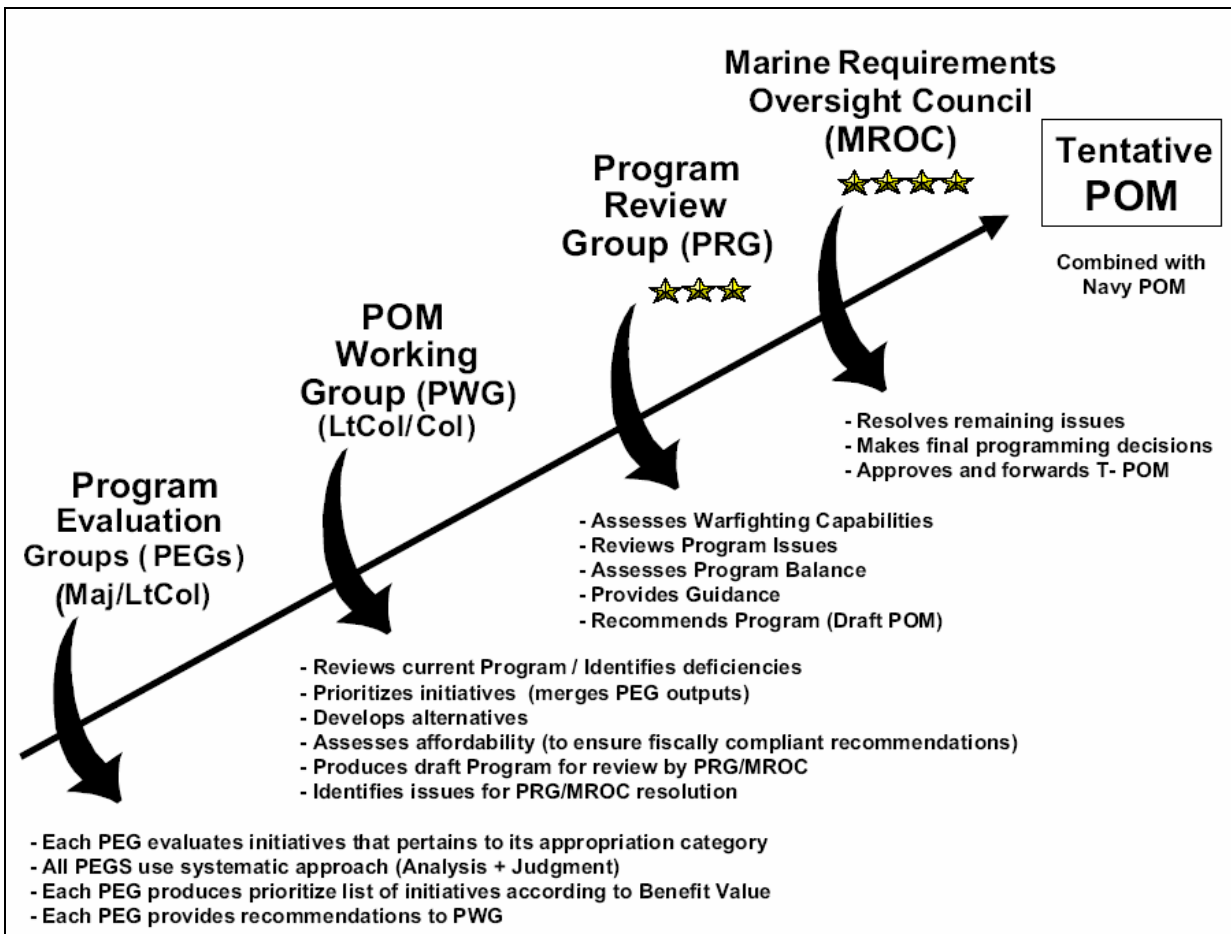 Marine Requirements
Oversight Council
(MROC)
Tentative
POM
Combined with
Navy POM
Program
Review
Group (PRG)
POM
Working
Group (PWG)
(LtCol/Col)
Program
Evaluation
Groups (PEGs)
(Maj/LtCol)
- Resolves remaining issues
- Makes final programming decisions
- Approves and forwards T- POM
- Assesses Warfighting Capabilities
- Reviews Program Issues
- Assesses Program Balance
- Provides Guidance
- Recommends Program (Draft POM)
- Reviews current Program / Identifies deficiencies
- Prioritizes initiatives (merges PEG outputs)
- Develops alternatives
- Assesses affordability (to ensure fiscally compliant recommendations)
- Produces draft Program for review by PRG/MROC
- Identifies issues for PRG/MROC resolution
- Each PEG evaluates initiatives that pertains to its appropriation category
- All PEGS use systematic approach (Analysis + Judgment)
- Each PEG produces prioritize list of initiatives according to Benefit Value
- Each PEG provides recommendations to PWG